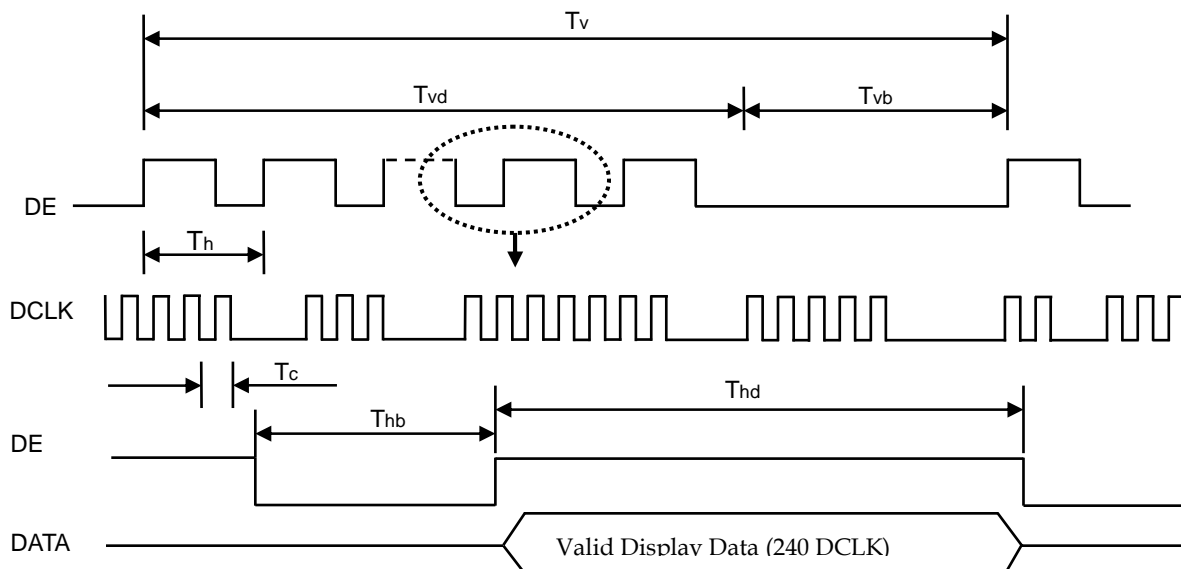 Tv
Tvd
Tvb
DE
Th
DCLK
Tc
Thd
Thb
DE
DATA
Valid Display Data (240 DCLK)